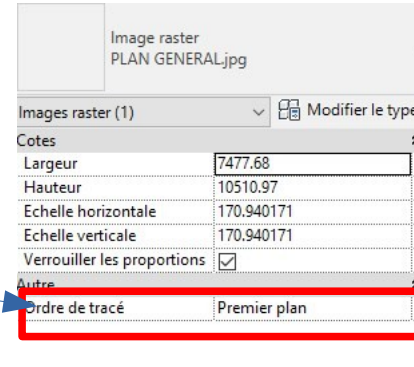 Image raster
PLAN GENERAL.jpg
Images raster (1)
Modifier le type
Cotes
Largeur 7477.68
Hauteur 10510.97
Echelle horizontale 170.940171
Echelle verticale 170.940171
Verrouiller les proportions
Autre
Ordre de tracé Premier plan